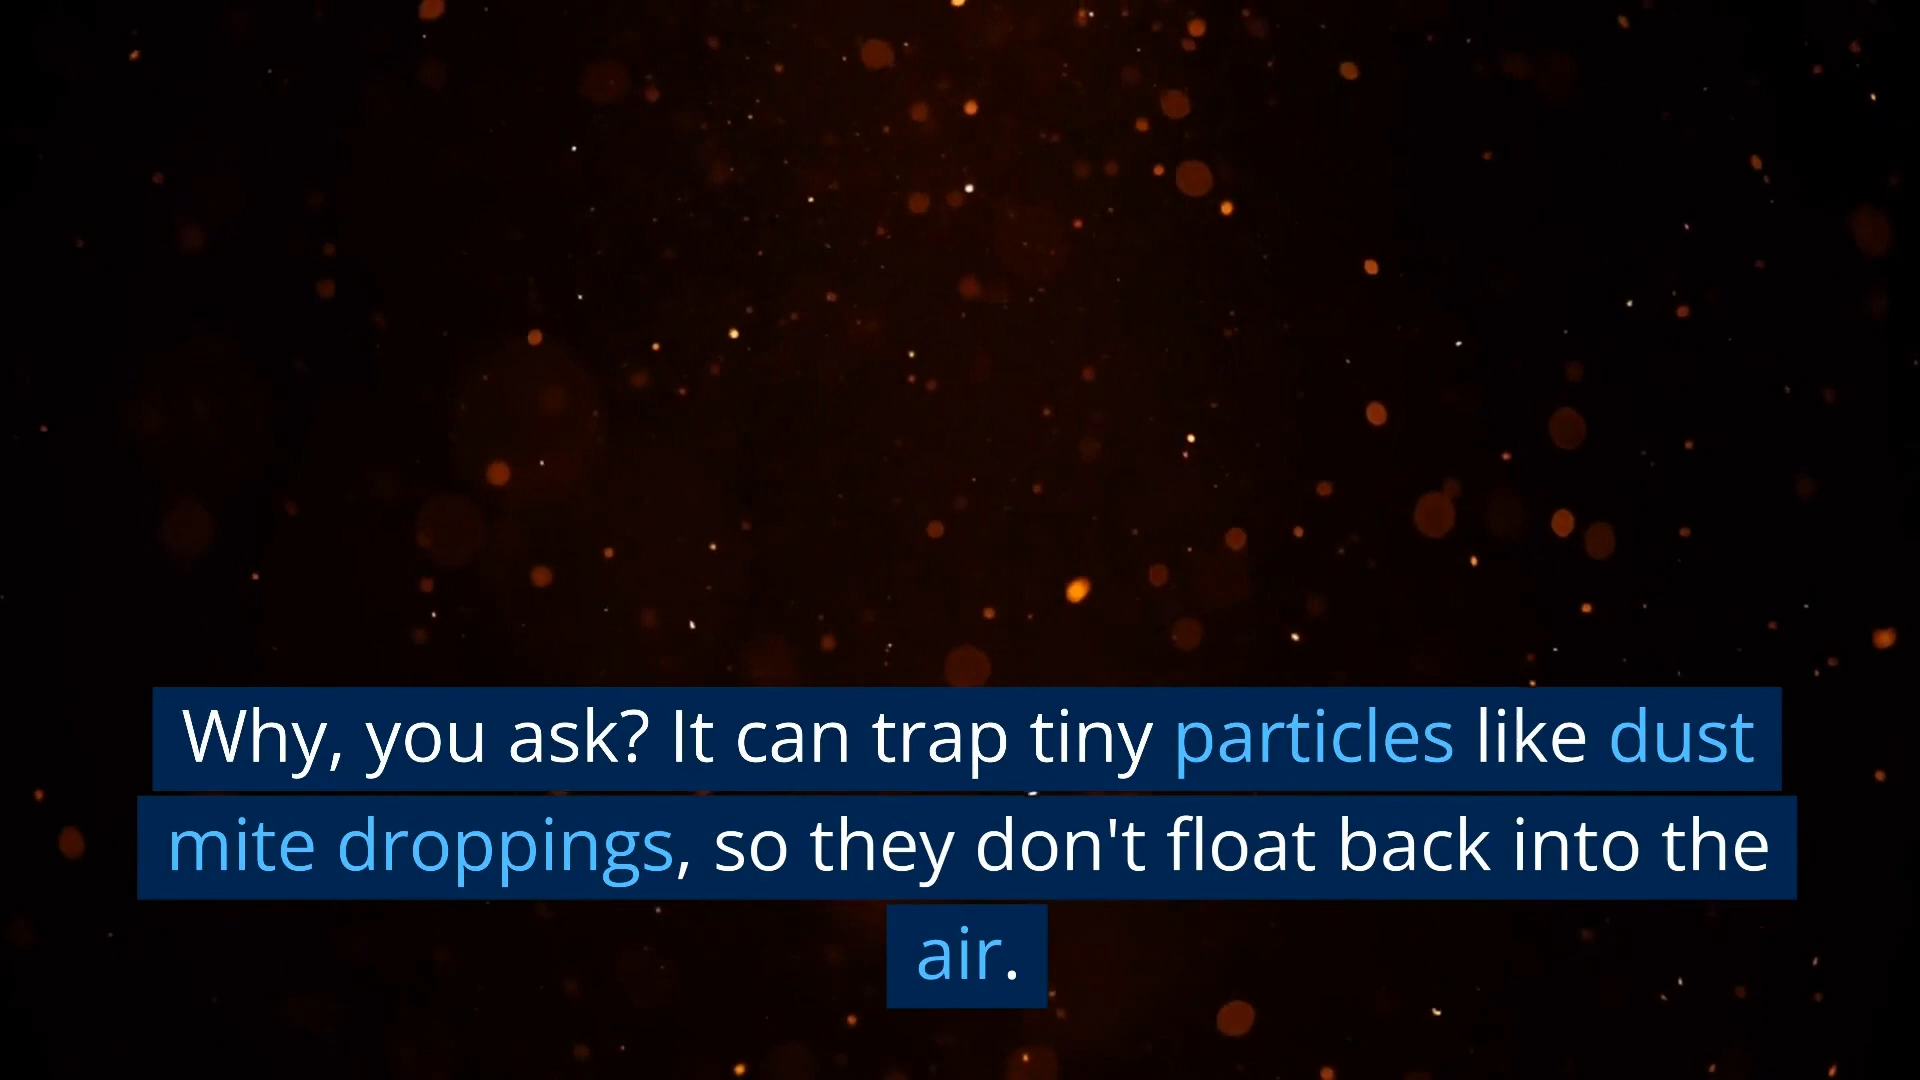 Why, you ask? It can trap tiny particles like dust
mite droppings, so they don't float back into the
air.